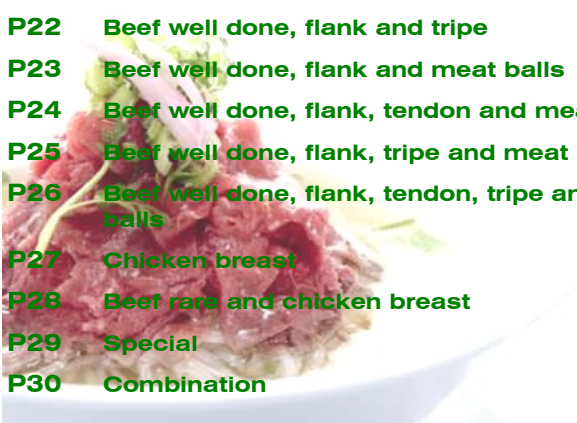 P22 Beef well done, flank and tripe
P23 Beef well done, flank and meat balls
P24 Beef well done, flank, tendon and
P25 Beef well done, flank, tripe and meat
P26 Beef well done, flank, tendon, tripe
balls
P27 Chicken breast
P28 Beef rare and chicken breast
P29 Special
P30 Combination